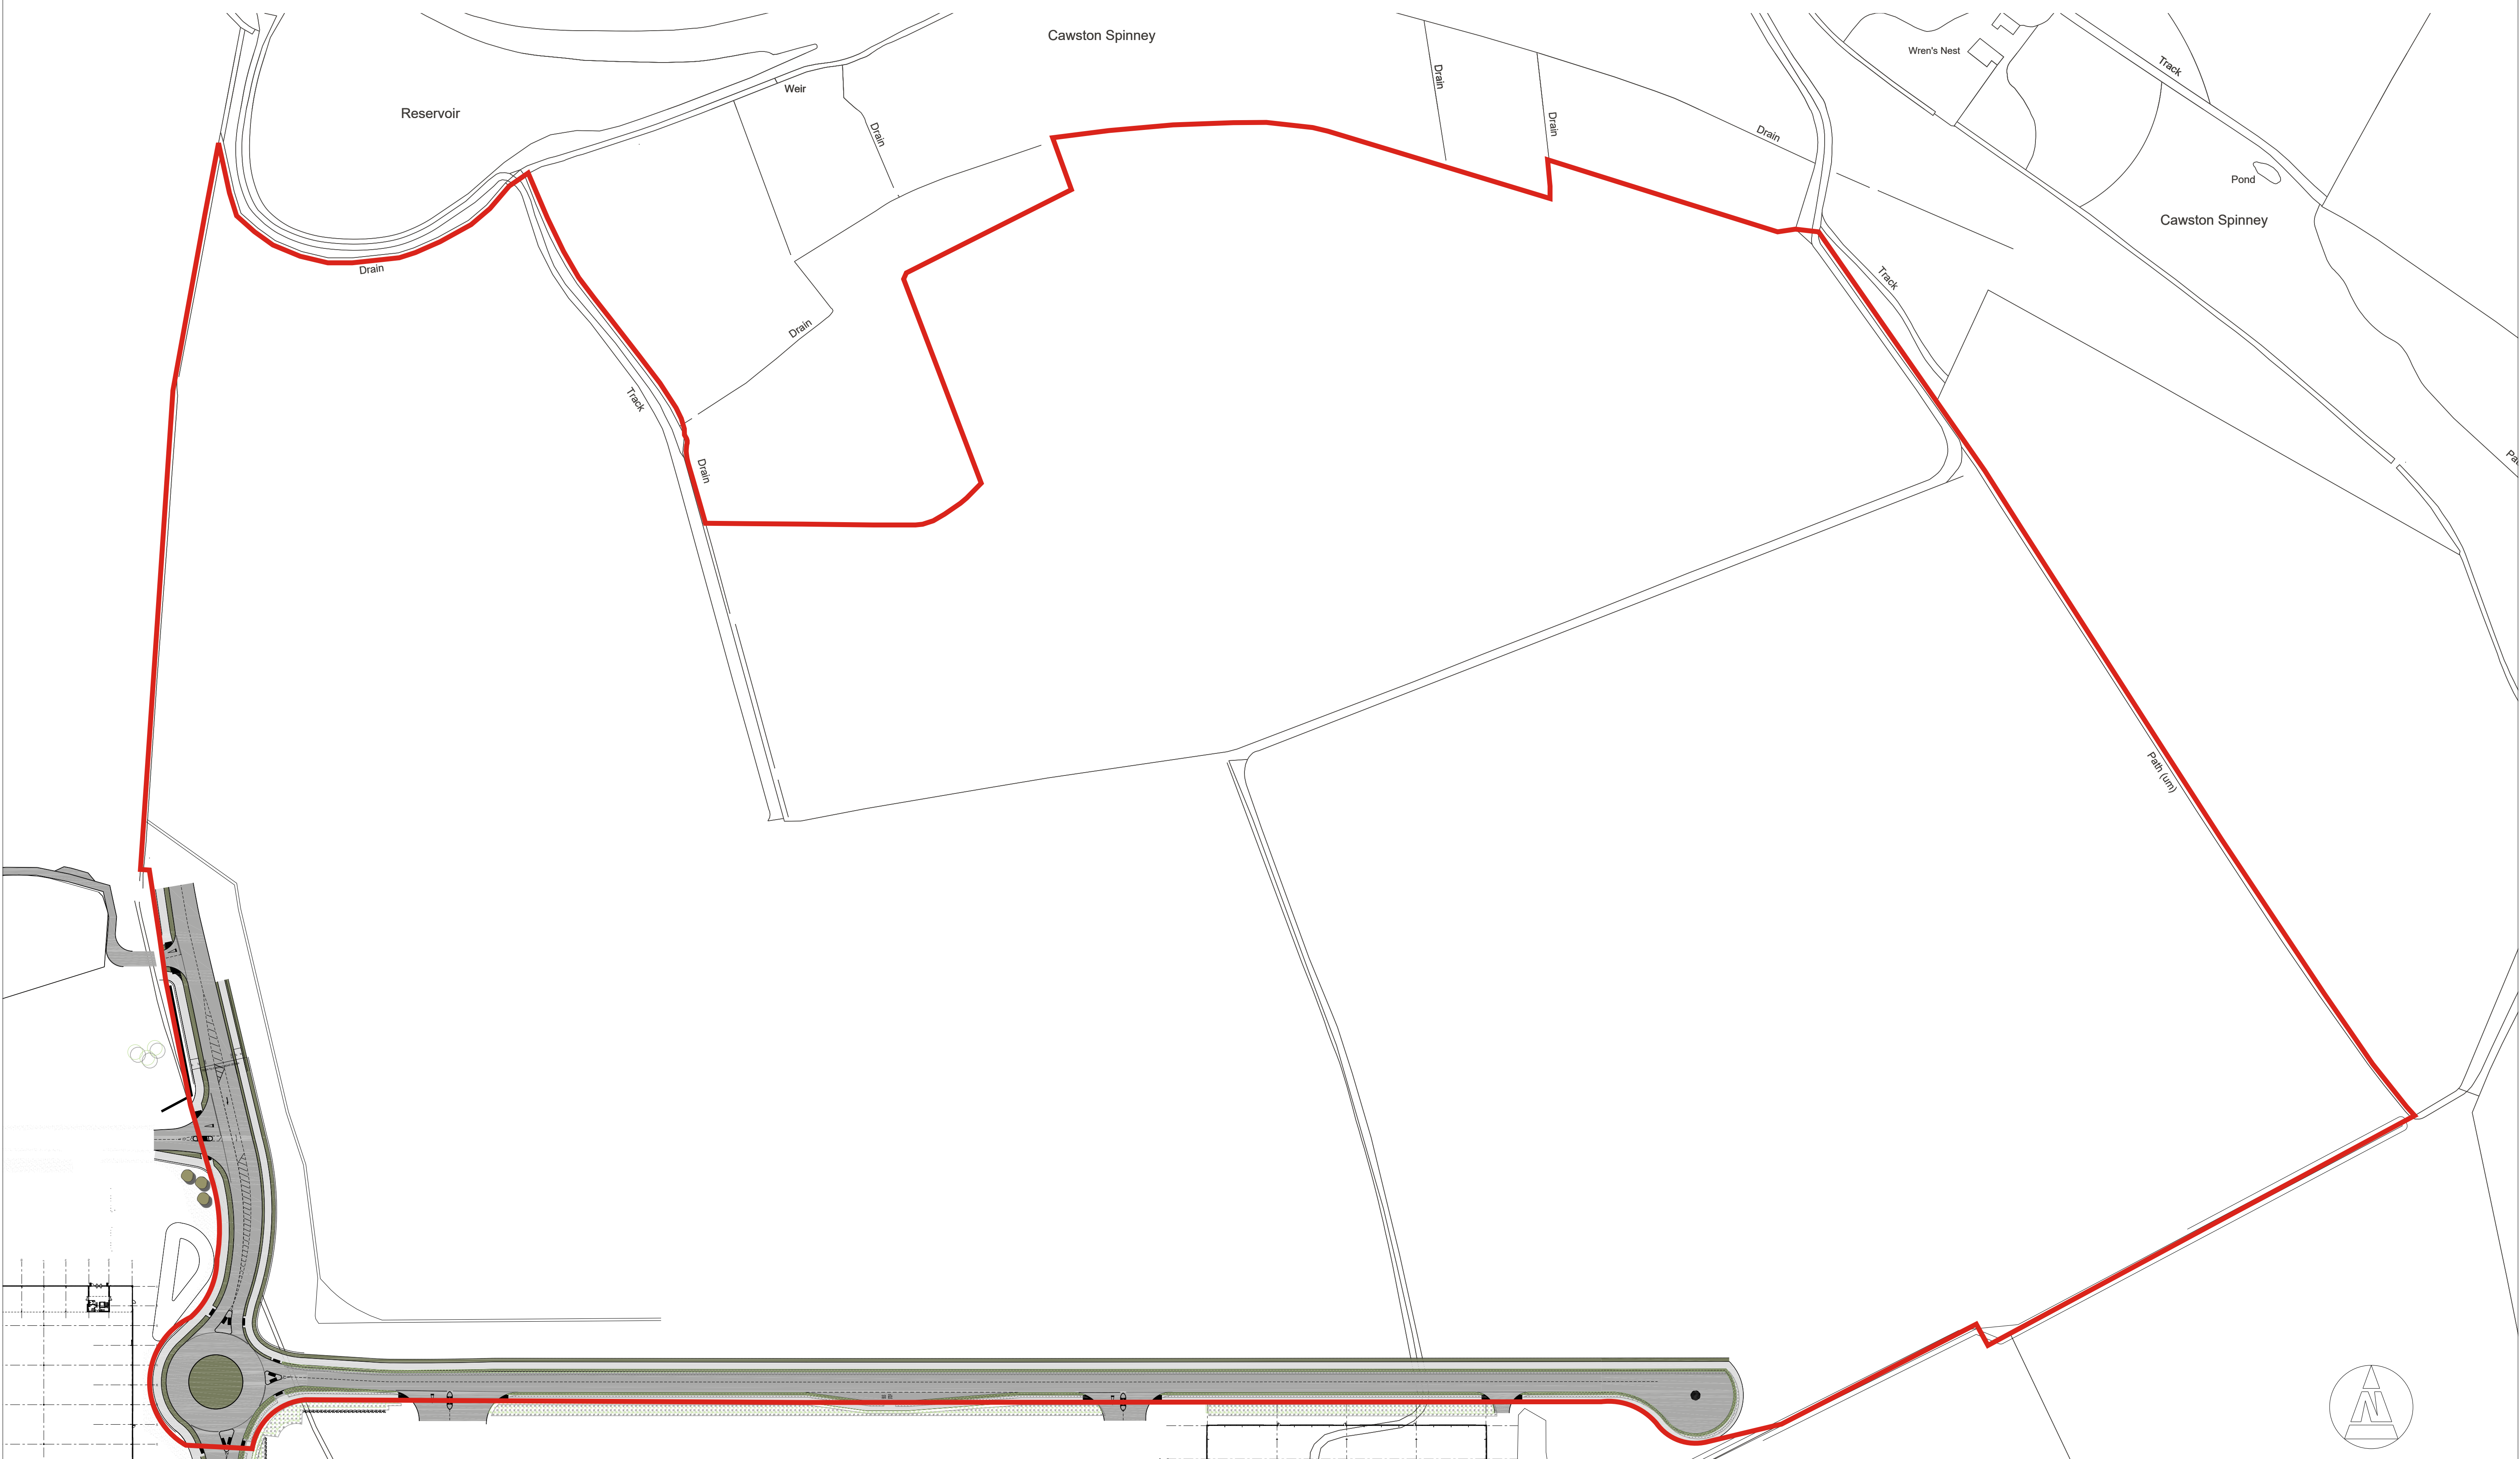 Cawston Spinney
Wren's Nest
Track
Drain
Reservoir
Weir
Drain
Drain
Drain
Pond
Cawston Spinney
Drain
Track
Drain
Track
Drain
Path (um)
N